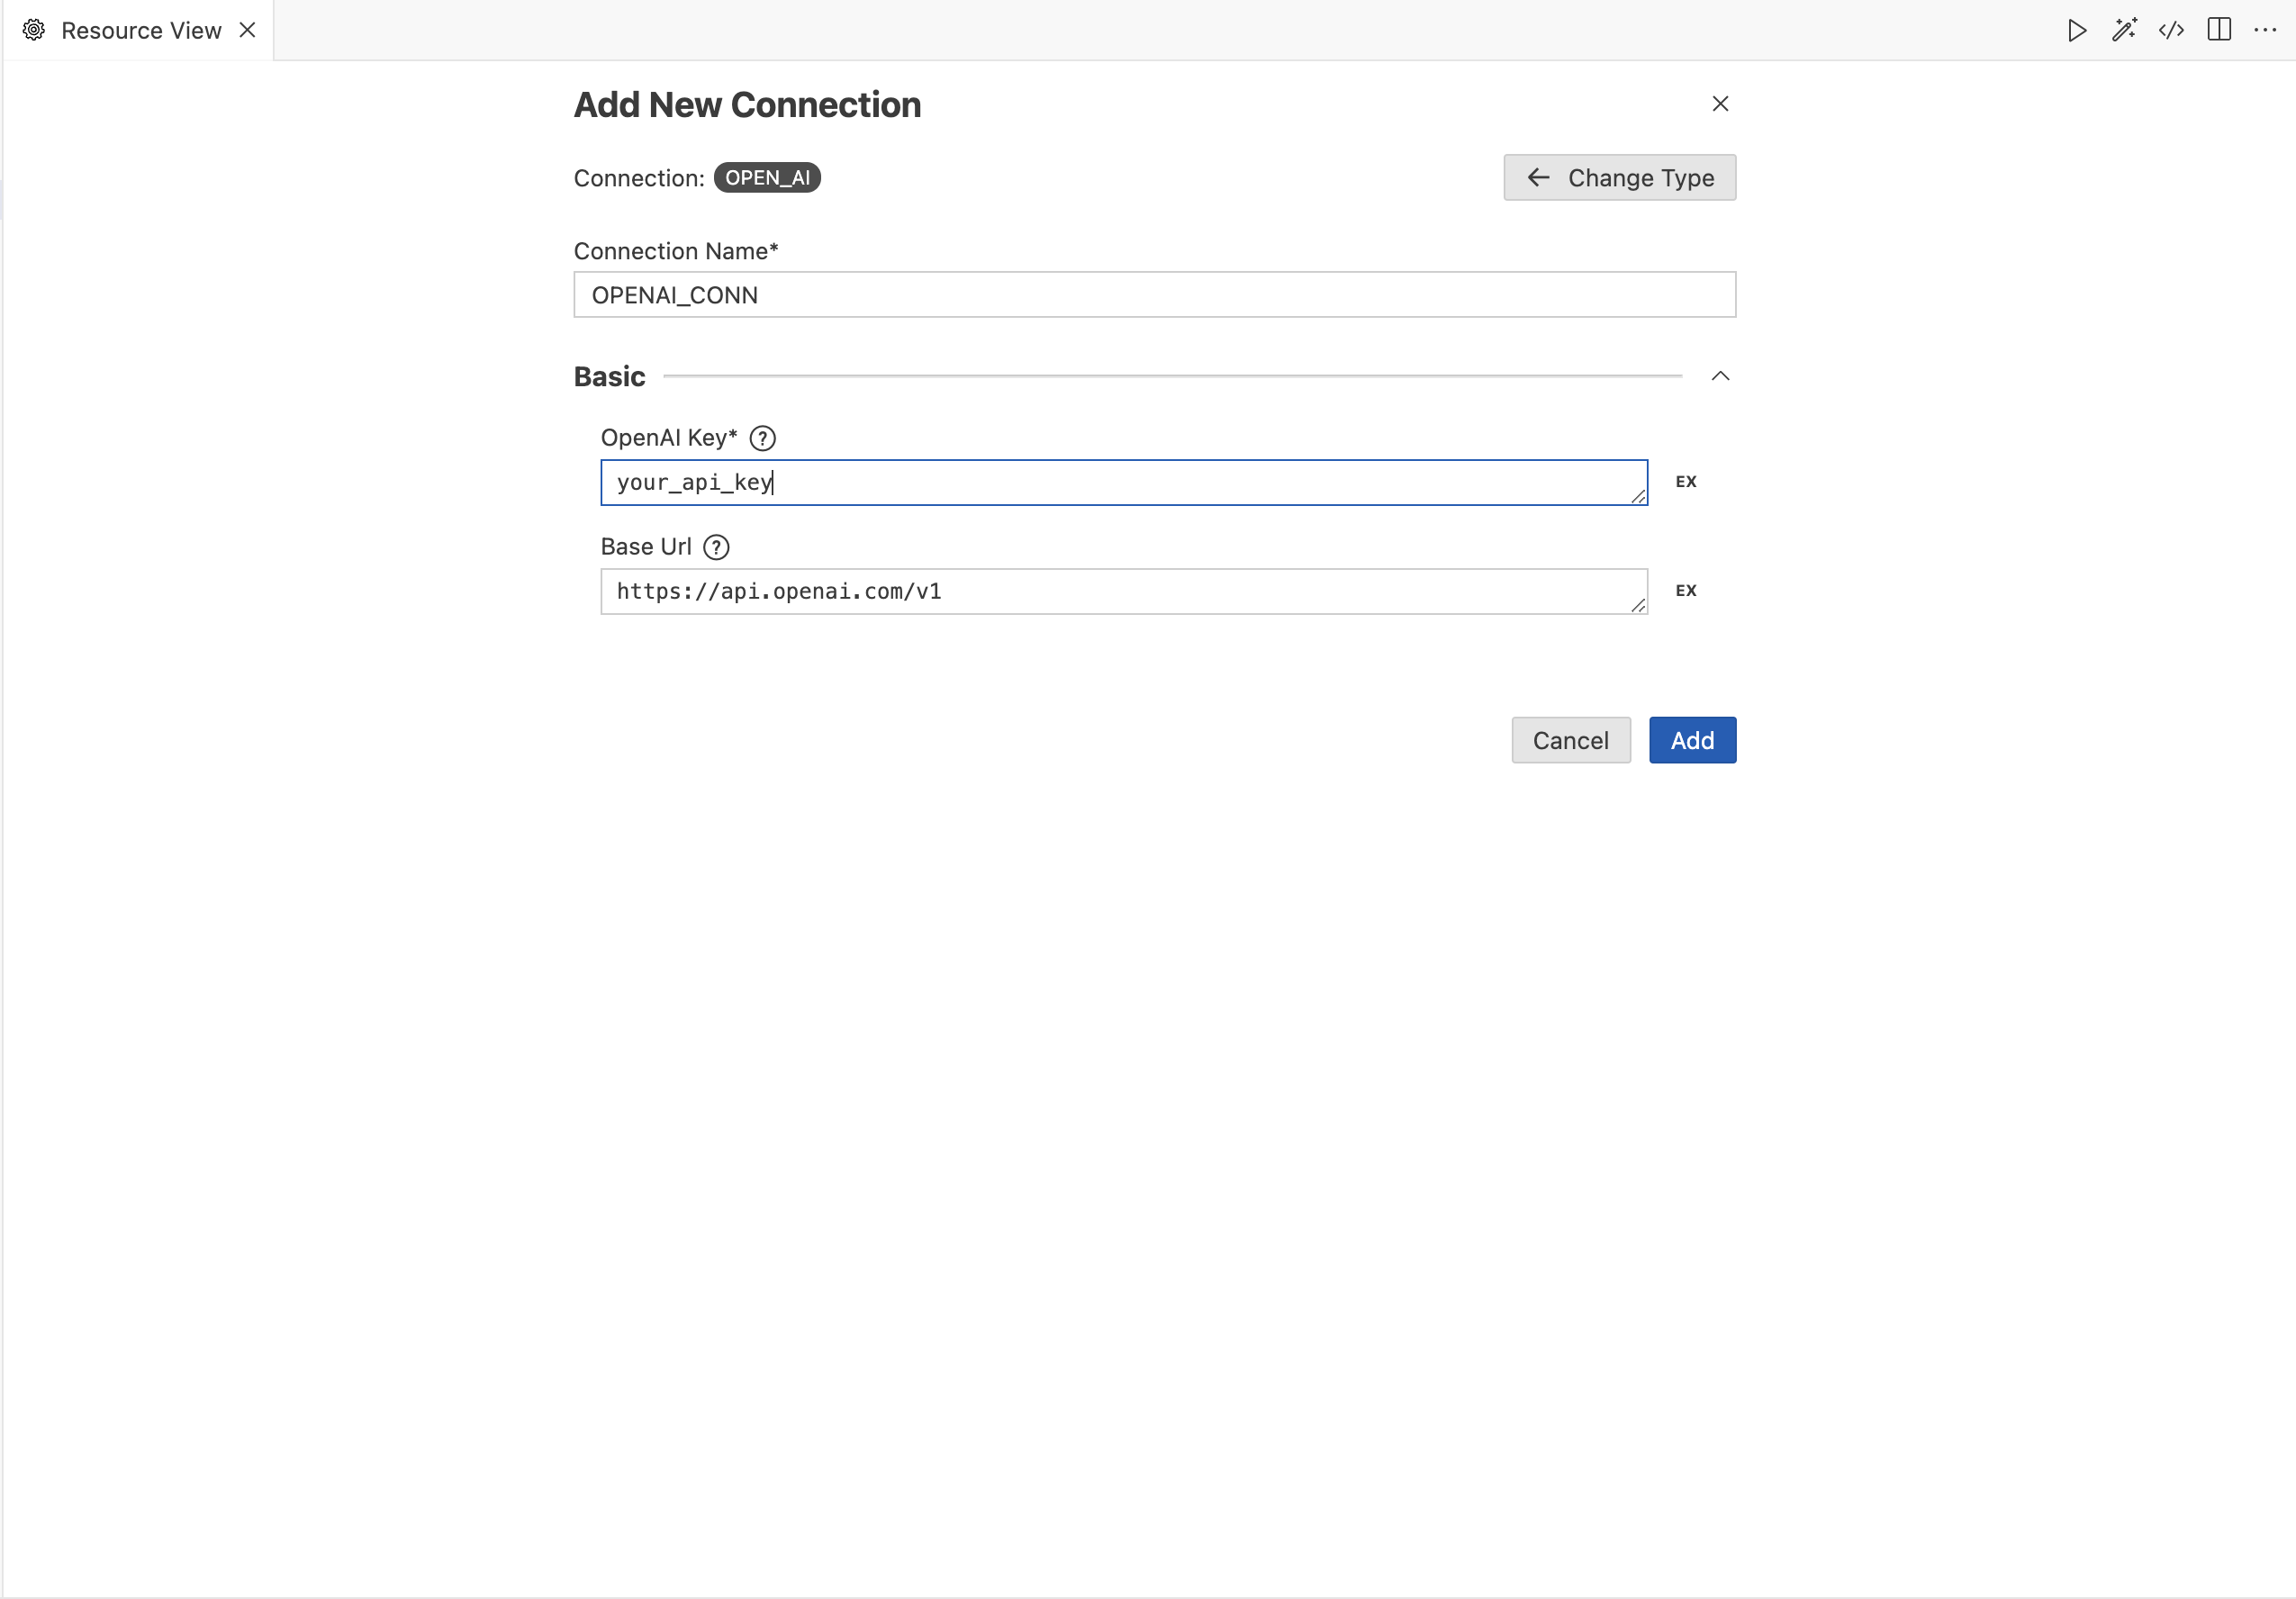 Resource View
Add New Connection
Connection: OPEN_AI
Change Type
Connection Name*
OPENAI_CONN
Basic
OpenAI Key* ?
your_api_key
EX
Base Url ?
https://api.openai.com/v1
EX
Cancel
Add